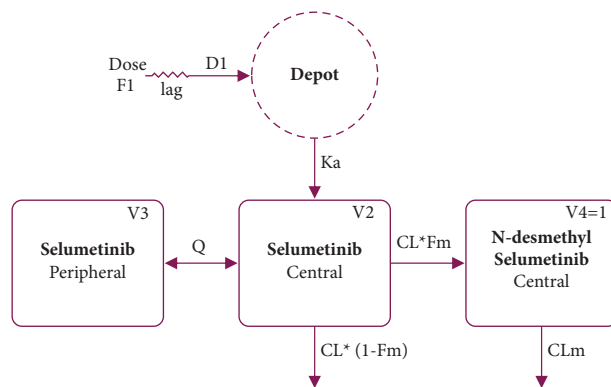 Dose
F1
lag
D1
Depot
Ka
V3
Selumetinib
Peripheral
Q
V2
Selumetinib
Central
CL*Fm
V4=1
N-desmethyl
Selumetinib
Central
CL* (1-Fm)
CLm